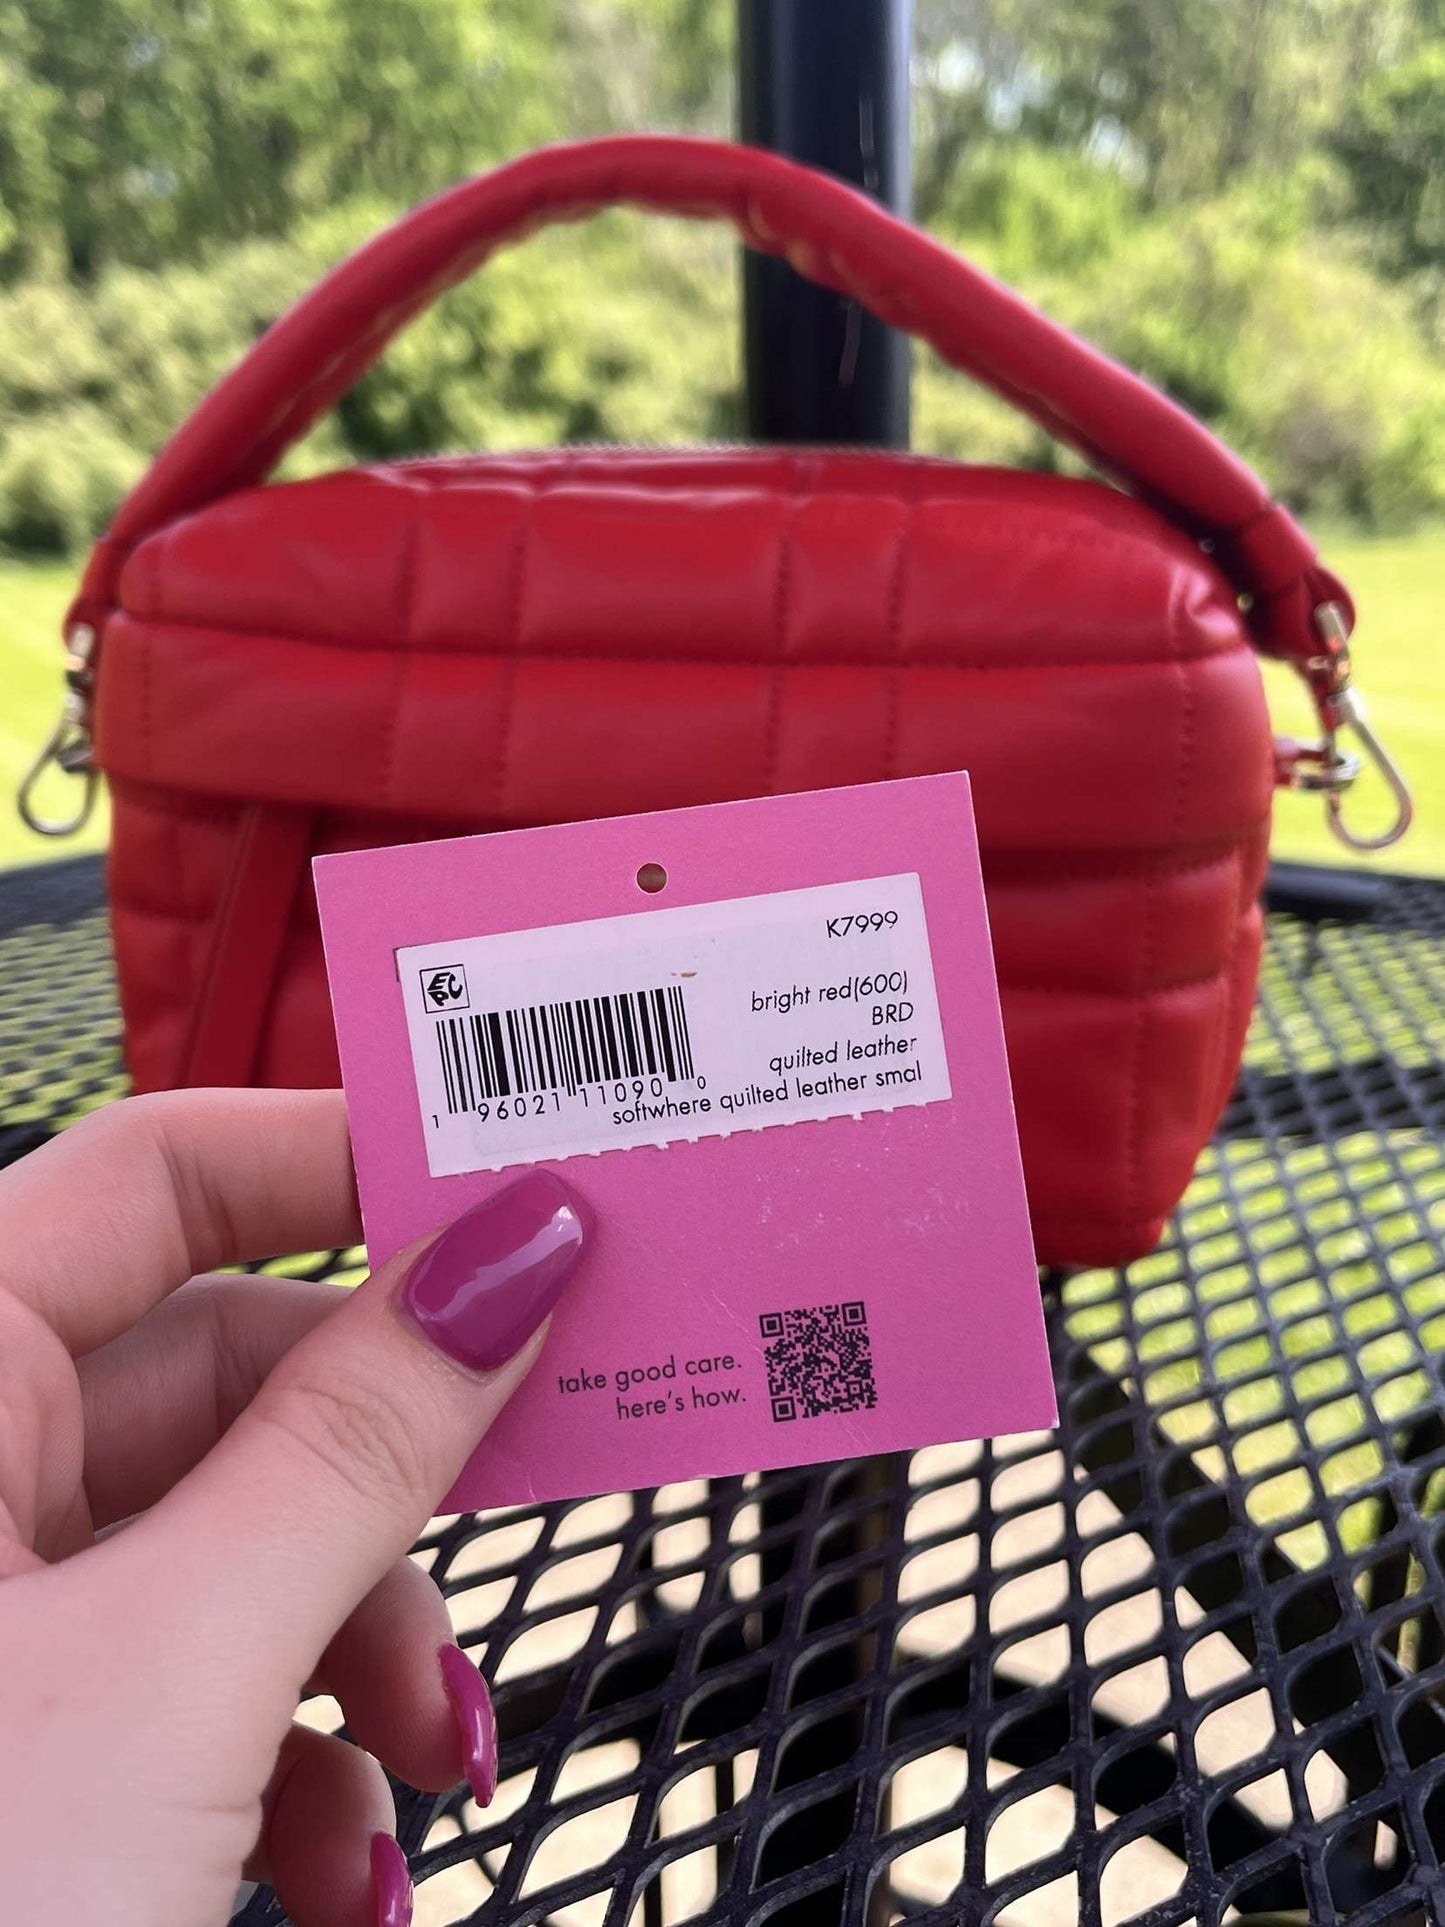 K7999
EPC
bright red(600)
BRD
quilted leather
softwhere quilted leather smal
1 96021 11090 0
take good care.
here's how.